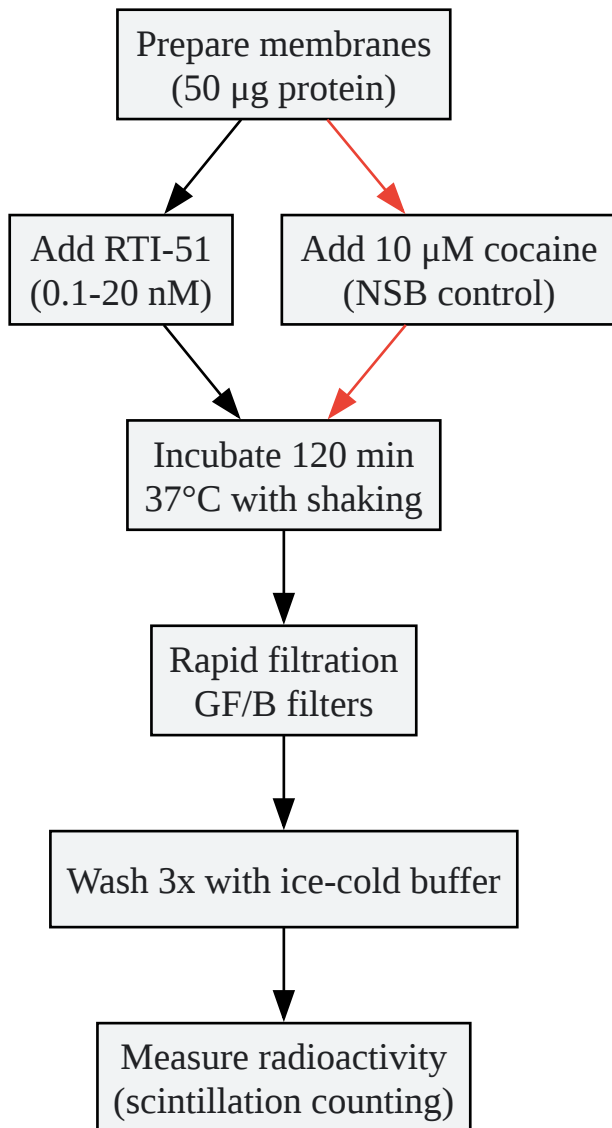 Prepare membranes
(50 μg protein)
Add RTI-51
(0.1-20 nM)
Add 10 μM cocaine
(NSB control)
Incubate 120 min
37°C with shaking
Rapid filtration
GF/B filters
Wash 3x with ice-cold buffer
Measure radioactivity
(scintillation counting)